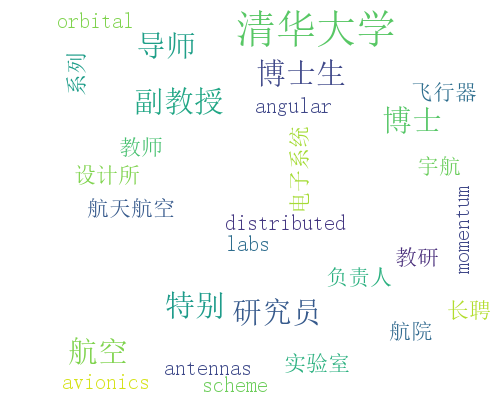 orbital
清华大学
导师
系列
博士生
飞行器
副教授
angular
博士
教师
电子系统
宇航
设计所
航天航空
momentum
distributed
labs
教研
负责人
特别
研究员
长聘
航院
航空
实验室
antennas
avionics
scheme